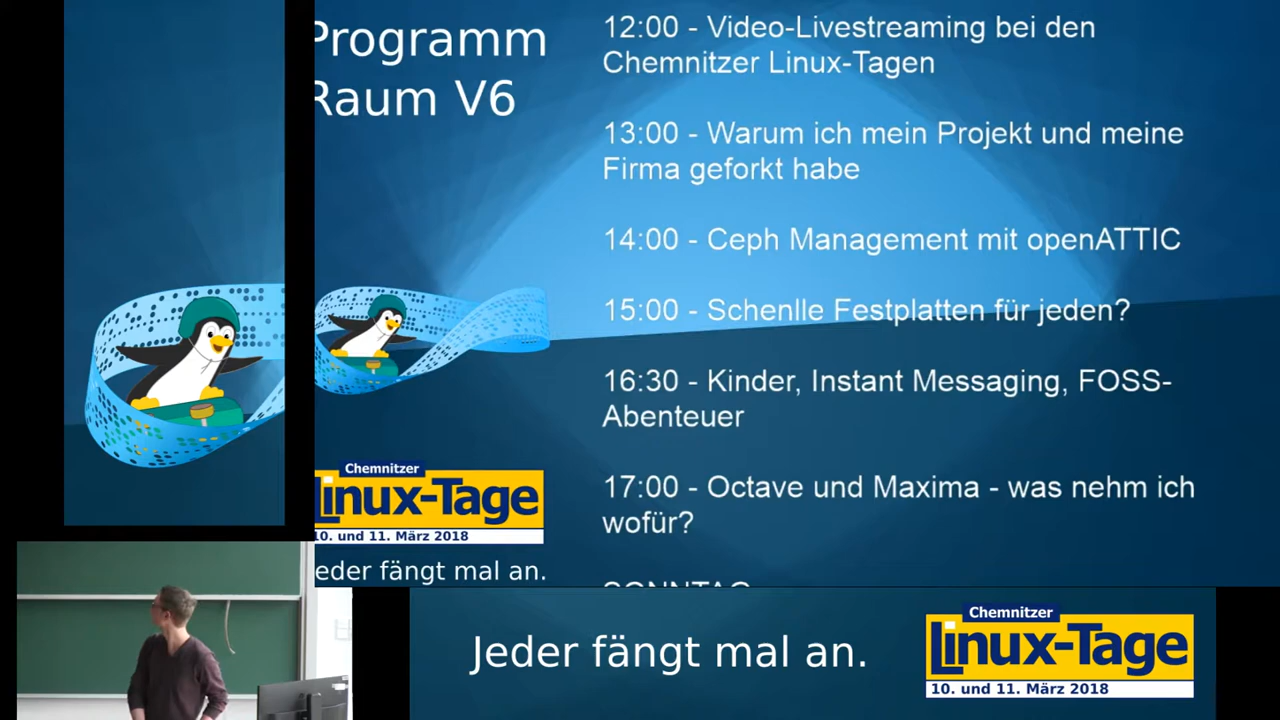 Programm
Raum V6
12:00 - Video-Livestreaming bei den
Chemnitzer Linux-Tagen
13:00 - Warum ich mein Projekt und meine
Firma geforkt habe
14:00 - Ceph Management mit openATTIC
15:00 - Schenlle Festplatten für jeden?
16:30 - Kinder, Instant Messaging, FOSS-
Abenteuer
17:00 - Octave und Maxima - was nehm ich
wofür?
SONNTAG
Chemnitzer
Linux-Tage
10. und 11. März 2018
eder fängt mal an.
Jeder fängt mal an.
Chemnitzer
Linux-Tage
10. und 11. März 2018